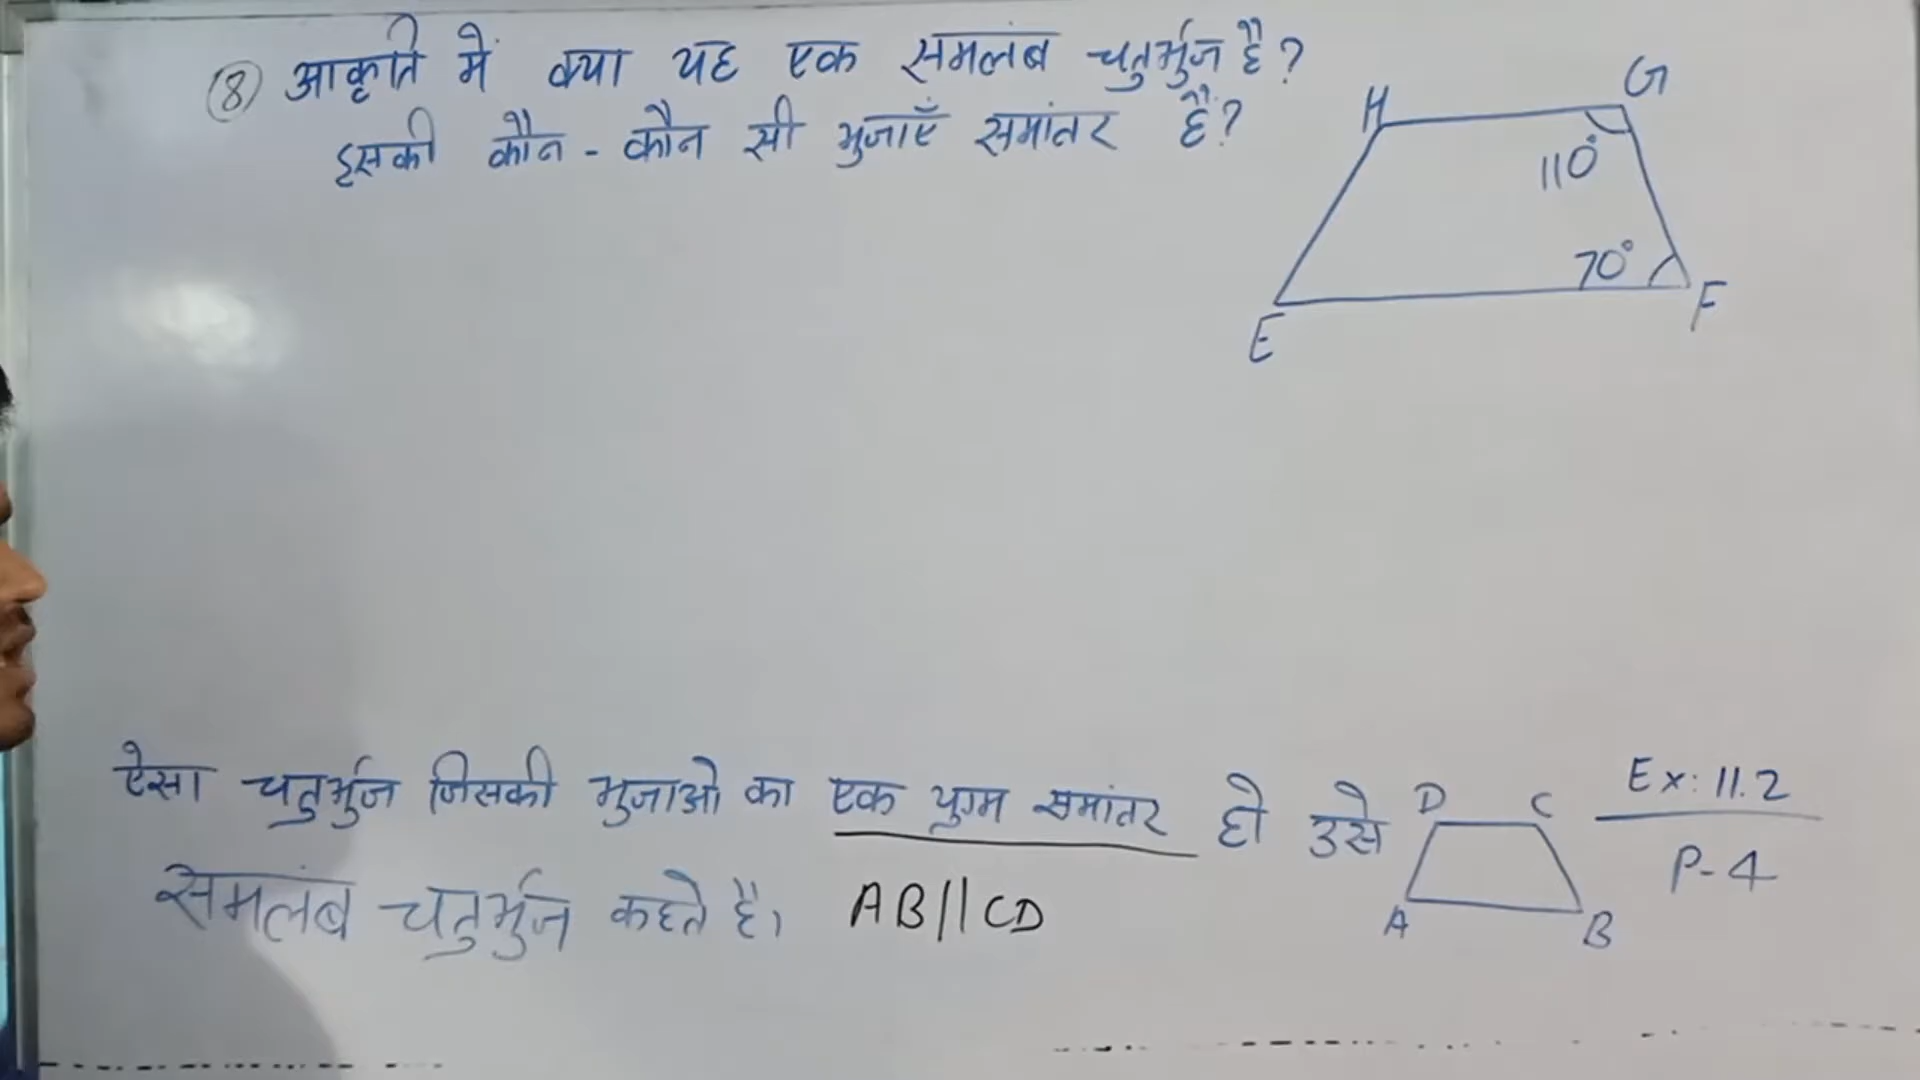 (8) आकृति में क्या यह एक समलंब चतुर्भुज है?
इसकी कौन-कौन सी भुजाएँ समांतर हैं?
H
G
110°
70°
E
F
ऐसा चतुर्भुज जिसकी भुजाओ का एक युग्म समांतर हो उसे
समलंब चतुर्भुज कहते है। AB||CD
D C
A B
Ex: 11.2
P-4